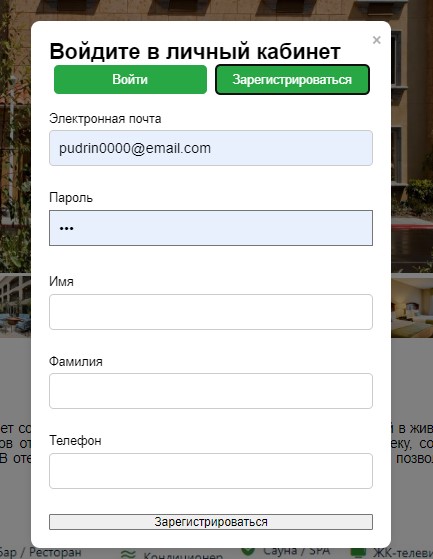 Войдите в личный кабинет
×
Войти
Зарегистрироваться
Электронная почта
pudrin0000@email.com
Пароль
•••
Имя
Фамилия
ет со
й в жив
ов от
еку, со
Телефон
В оте
позвол
Зарегистрироваться
бар / Ресторан
Кондиционер
Сауна / SPA
ЖК-телеви